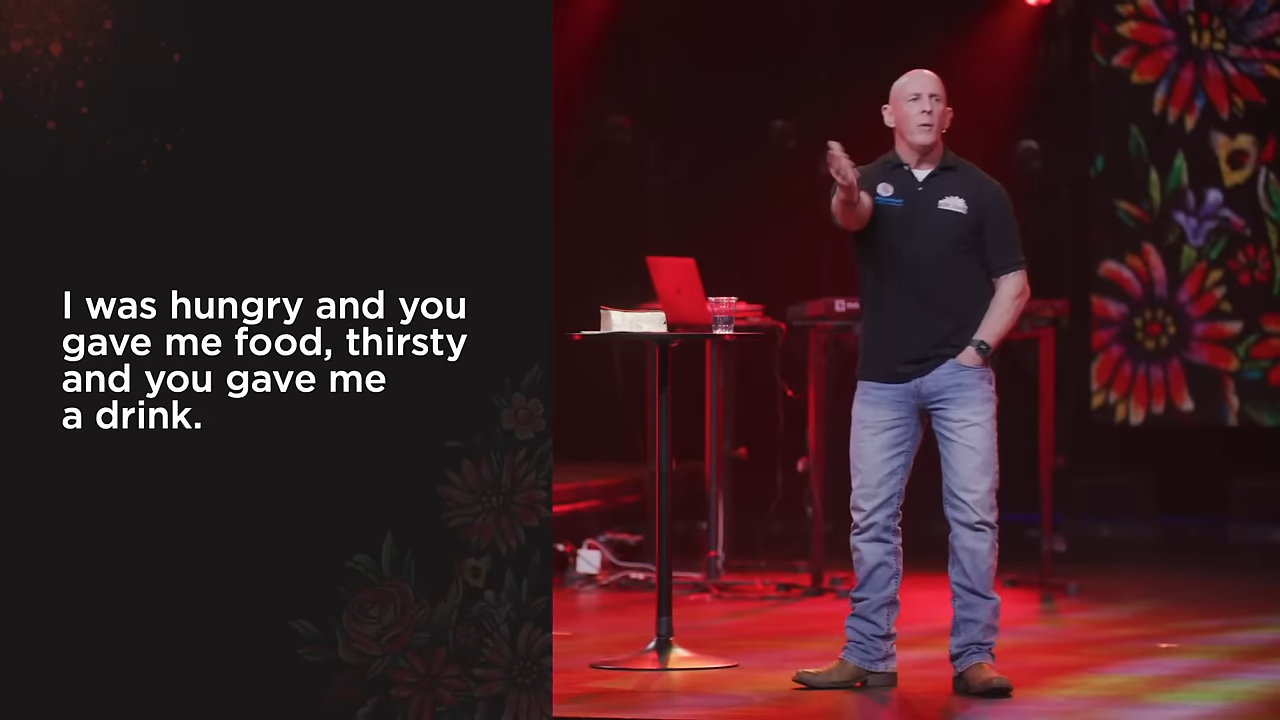 I was hungry and you
gave me food, thirsty
and you gave me
a drink.